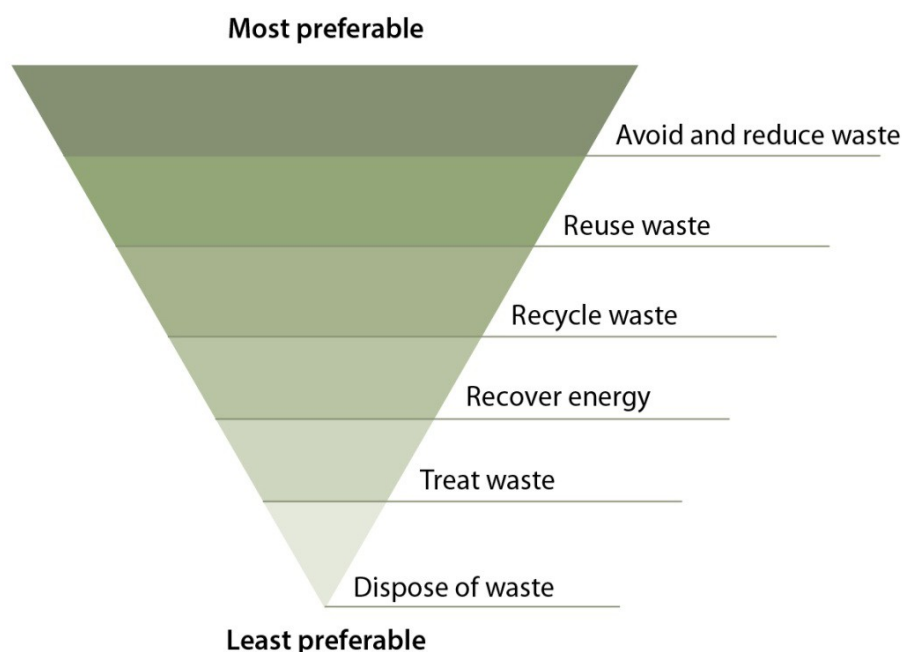 Most preferable
Avoid and reduce waste
Reuse waste
Recycle waste
Recover energy
Treat waste
Dispose of waste
Least preferable